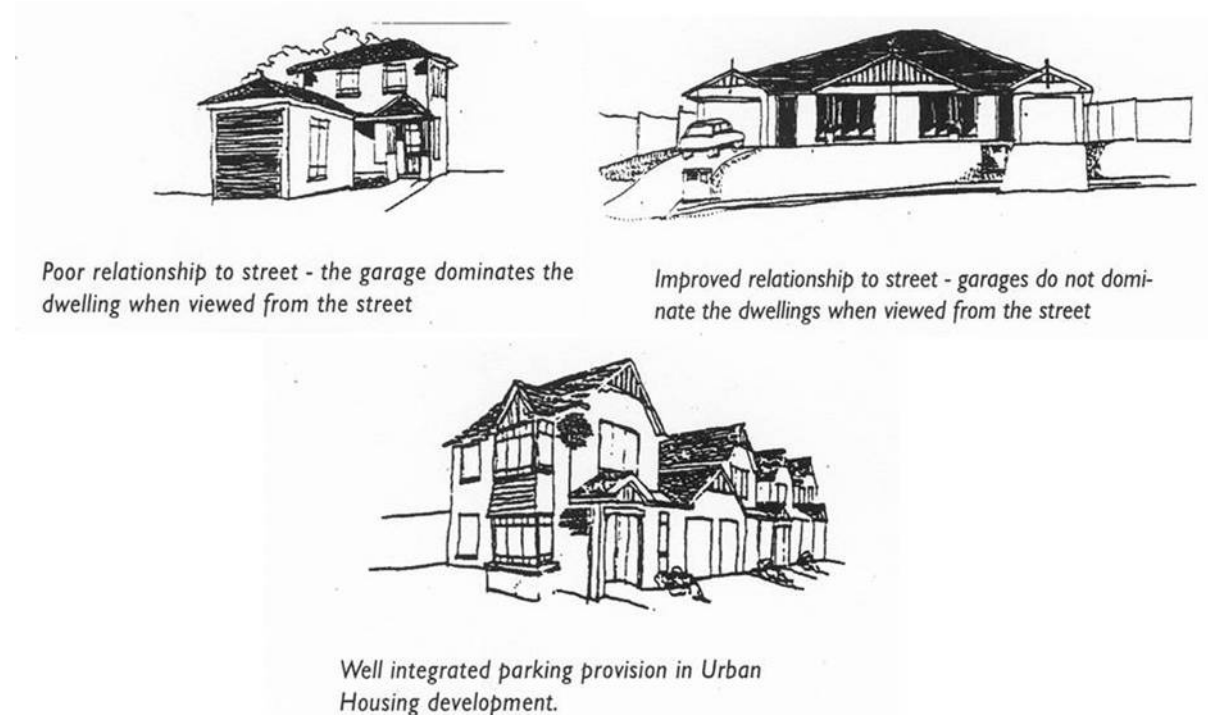 Poor relationship to street - the garage dominates the
dwelling when viewed from the street
Improved relationship to street - garages do not domi-
nate the dwellings when viewed from the street
Well integrated parking provision in Urban
Housing development.